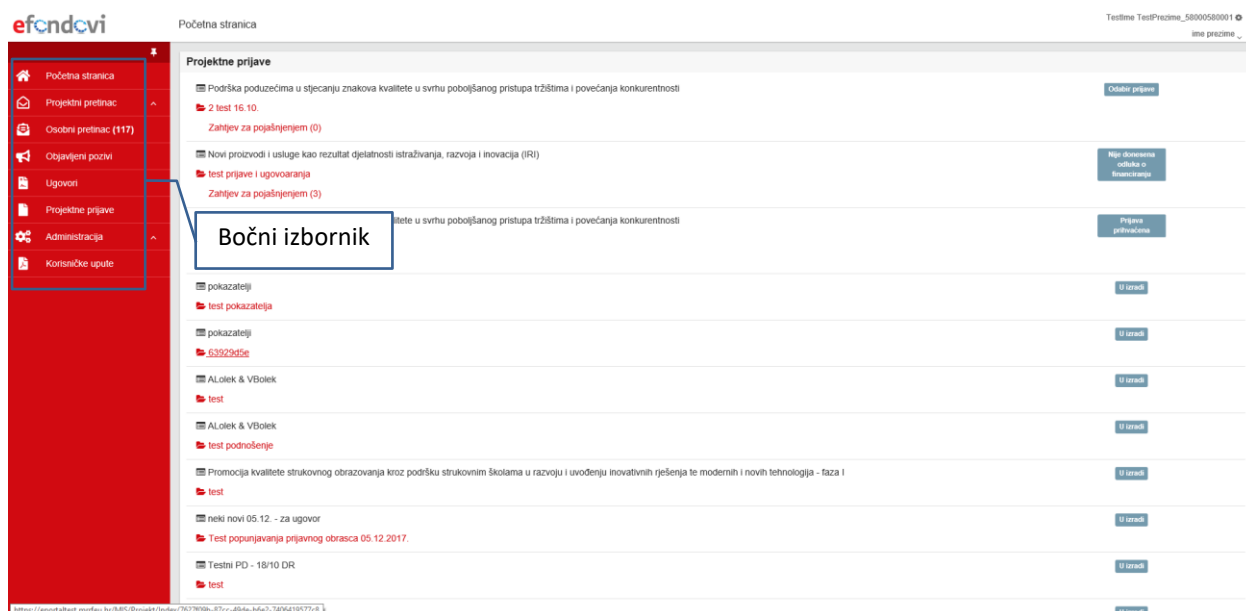 efondovi
Početna stranica
TestIme TestPrezime_58000580001
ime prezime
Početna stranica
Projektni pretinac
Osobni pretinac (117)
Objavljeni pozivi
Ugovori
Projektne prijave
Administracija
Korisničke upute
Bočni izbornik
Projektne prijave
Podrška poduzećima u stjecanju znakova kvalitete u svrhu poboljšanog pristupa tržištima i povećanja konkurentnosti
Odabir prijave
2 test 16.10.
Zahtjev za pojašnjenjem (0)
Novi proizvodi i usluge kao rezultat djelatnosti istraživanja, razvoja i inovacija (IRI)
Nije donesena
odluka o
financiranju
test prijave i ugovoaranja
Zahtjev za pojašnjenjem (3)
litete u svrhu poboljšanog pristupa tržištima i povećanja konkurentnosti
Prijava
prihvaćena
pokazatelji
U izradi
test pokazatelja
pokazatelji
U izradi
63929d5e
ALolek & VBolek
U izradi
test
ALolek & VBolek
U izradi
test podnošenje
Promocija kvalitete strukovnog obrazovanja kroz podršku strukovnim školama u razvoju i uvođenju inovativnih rješenja te modernih i novih tehnologija - faza I
U izradi
test
neki novi 05.12. - za ugovor
U izradi
Test popunjavanja prijavnog obrasca 05.12.2017.
Testni PD - 18/10 DR
U izradi
test